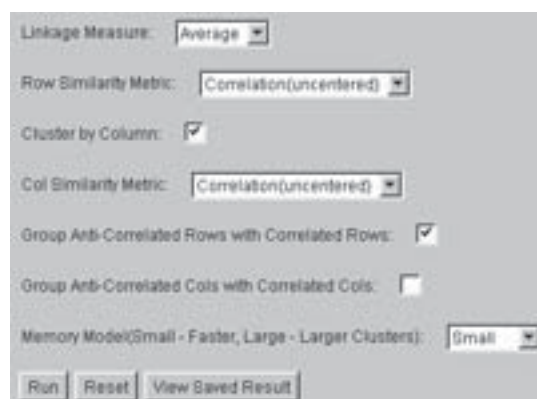 Linkage Measure: Average
Row Similarity Metric: Correlation(uncentered)
Cluster by Column:
Col Similarity Metric: Correlation(uncentered)
Group Anti-Correlated Rows with Correlated Rows:
Group Anti-Correlated Cols with Correlated Cols:
Memory Model(Small - Faster, Large - Larger Clusters): Small
Run Reset View Saved Result